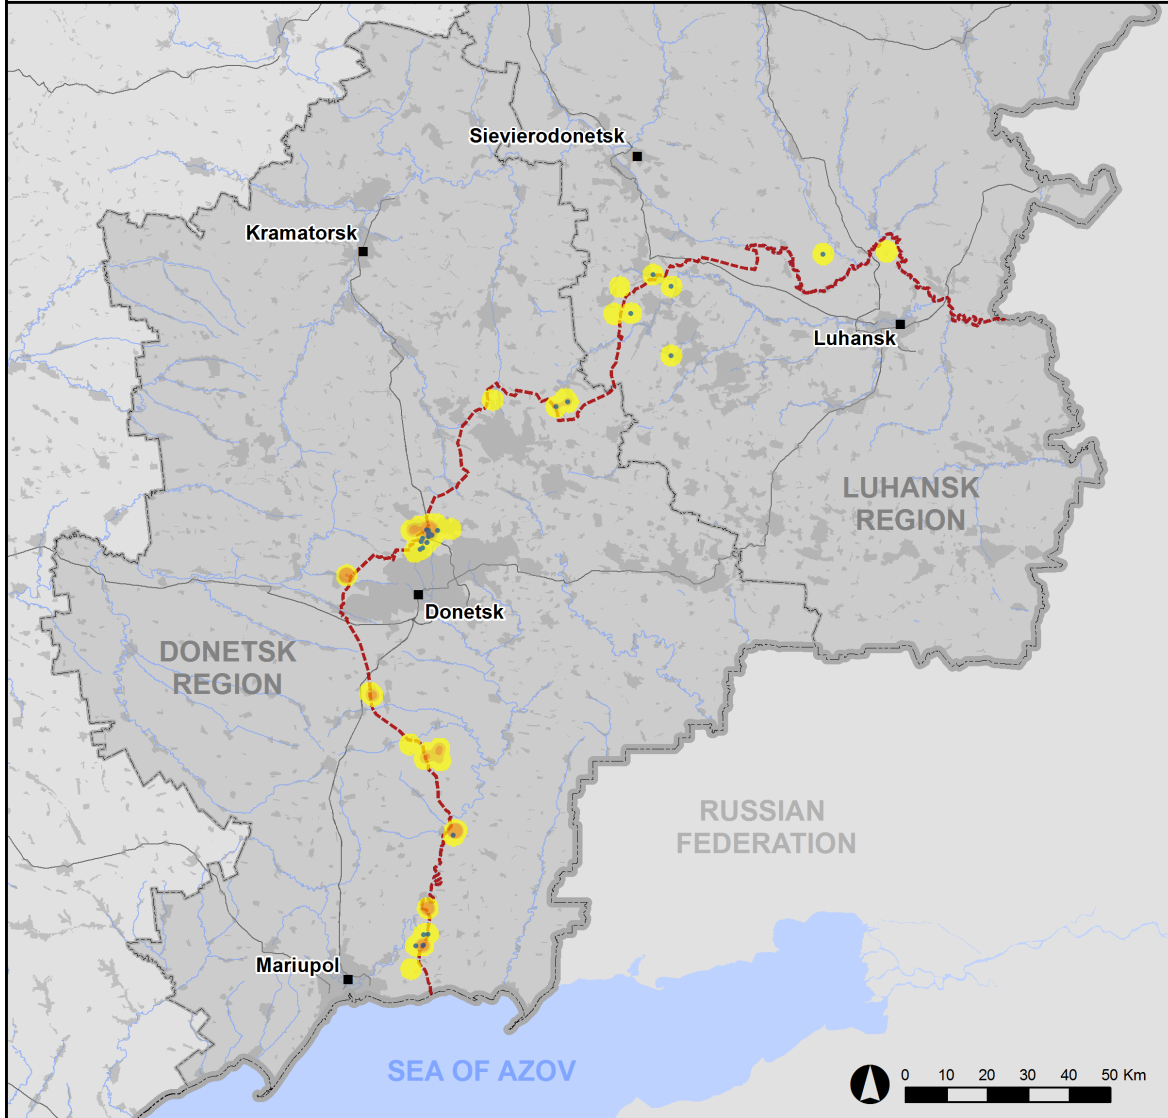 Sievierodonetsk
Kramatorsk
Luhansk
LUHANSK
REGION
Donetsk
DONETSK
REGION
RUSSIAN
FEDERATION
Mariupol
SEA OF AZOV
0 10 20 30 40 50 Km